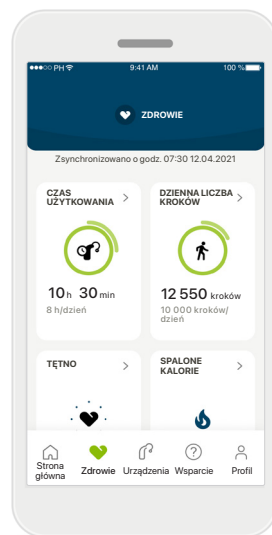 ●●●○○ PH 9:41 AM 100 %
ZDROWIE
Zsynchronizowano o godz. 07:30 12.04.2021
CZAS
UŻYTKOWANIA >
10 h 30 min
8 h/dzień
DZIENNA LICZBA
KROKÓW >
12 550 kroków
10 000 kroków/
dzień
TĘTNO >
SPALONE
KALORIE >
Strona
główna
Zdrowie
Urządzenia
Wsparcie
Profil